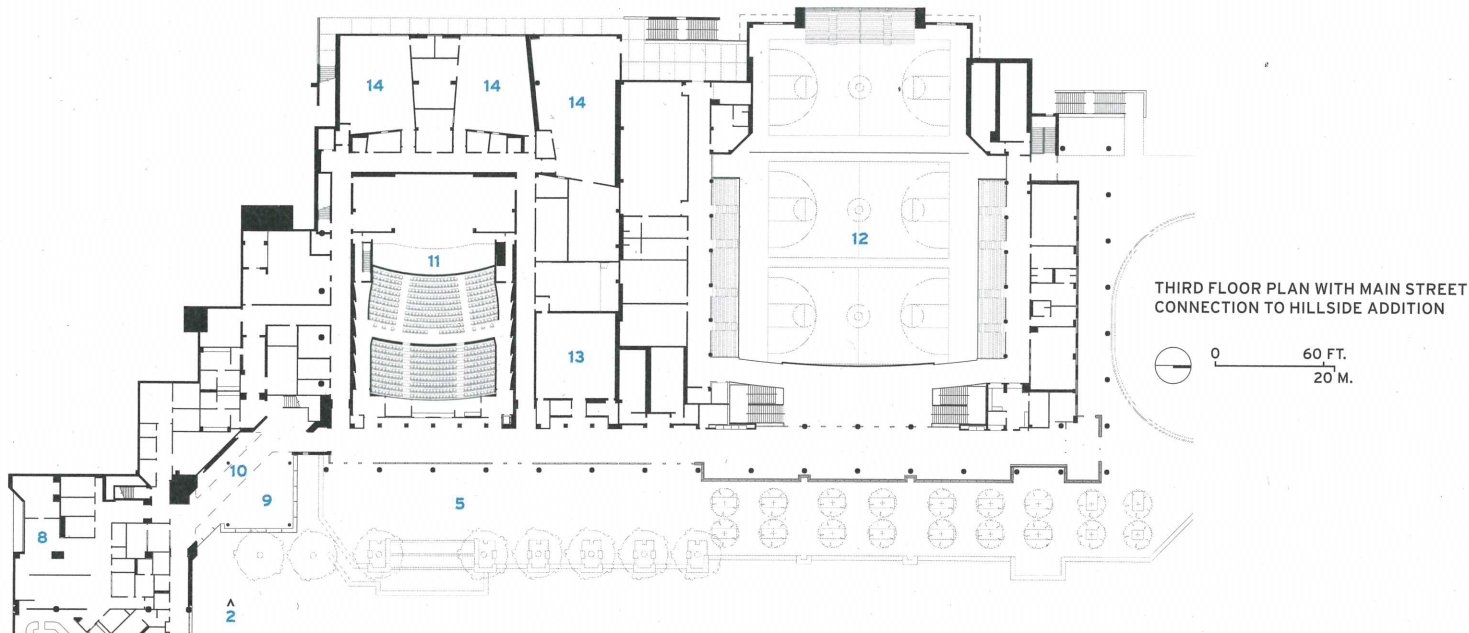 14
14
14
12
11
13
10
9
8
5
2
THIRD FLOOR PLAN WITH MAIN STREET
CONNECTION TO HILLSIDE ADDITION
0 60 FT.
20 M.